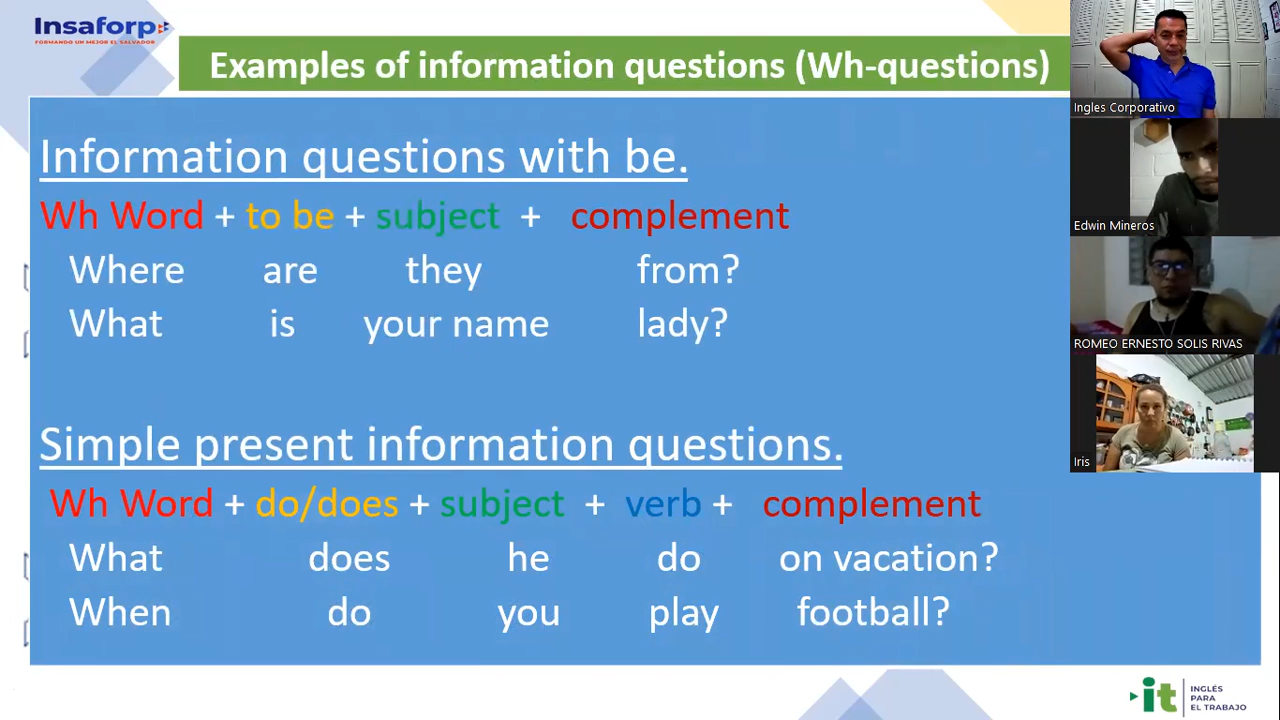 Insaforp
FORMANDO UN MEJOR EL SALVADOR
Examples of information questions (Wh-questions)
Information questions with be.
Wh Word + to be + subject + complement
Where are they from?
What is your name lady?
Simple present information questions.
Wh Word + do/does + subject + verb + complement
What does he do on vacation?
When do you play football?
Ingles Corporativo
Edwin Mineros
ROMEO ERNESTO SOLIS RIVAS
Iris
it
INGLÉS
PARA
EL TRABAJO